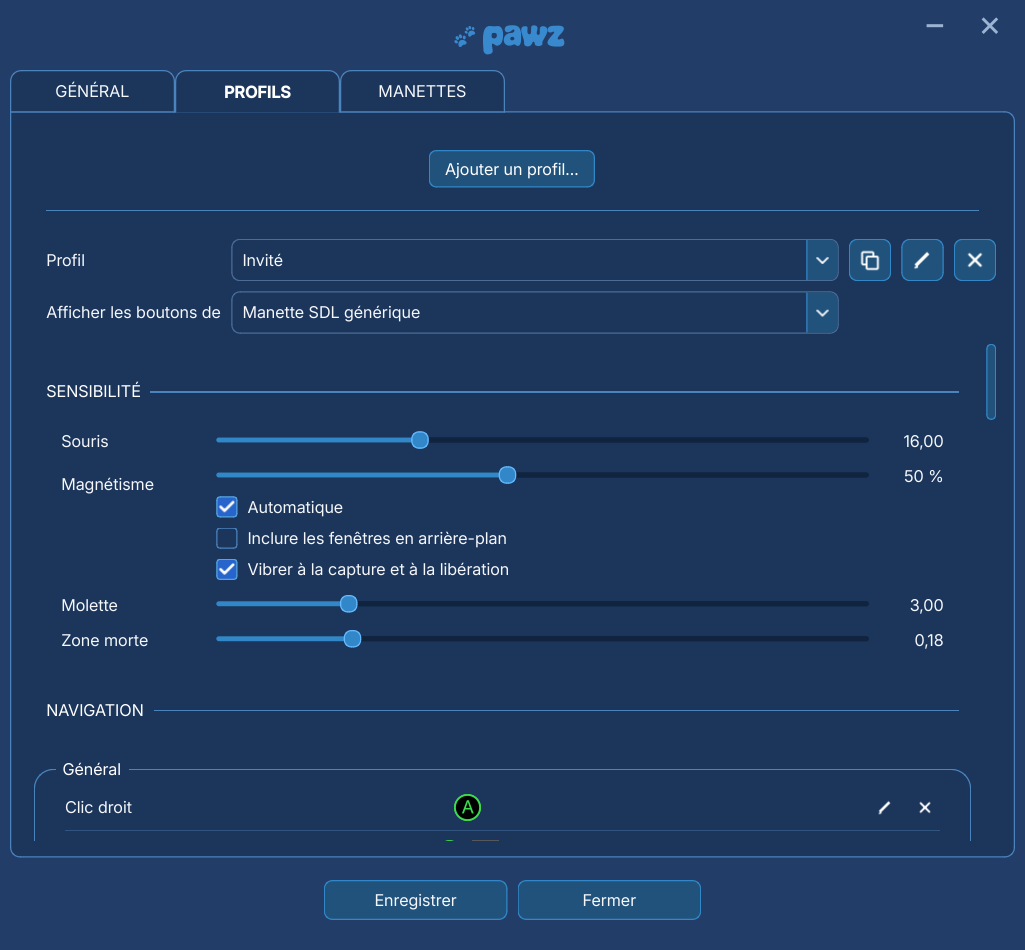 pawz
GÉNÉRAL
PROFILS
MANETTES
Ajouter un profil...
Profil
Invité
Afficher les boutons de
Manette SDL générique
SENSIBILITÉ
Souris
16,00
Magnétisme
50 %
Automatique
Inclure les fenêtres en arrière-plan
Vibrer à la capture et à la libération
Molette
3,00
Zone morte
0,18
NAVIGATION
Général
Clic droit
A
Enregistrer
Fermer